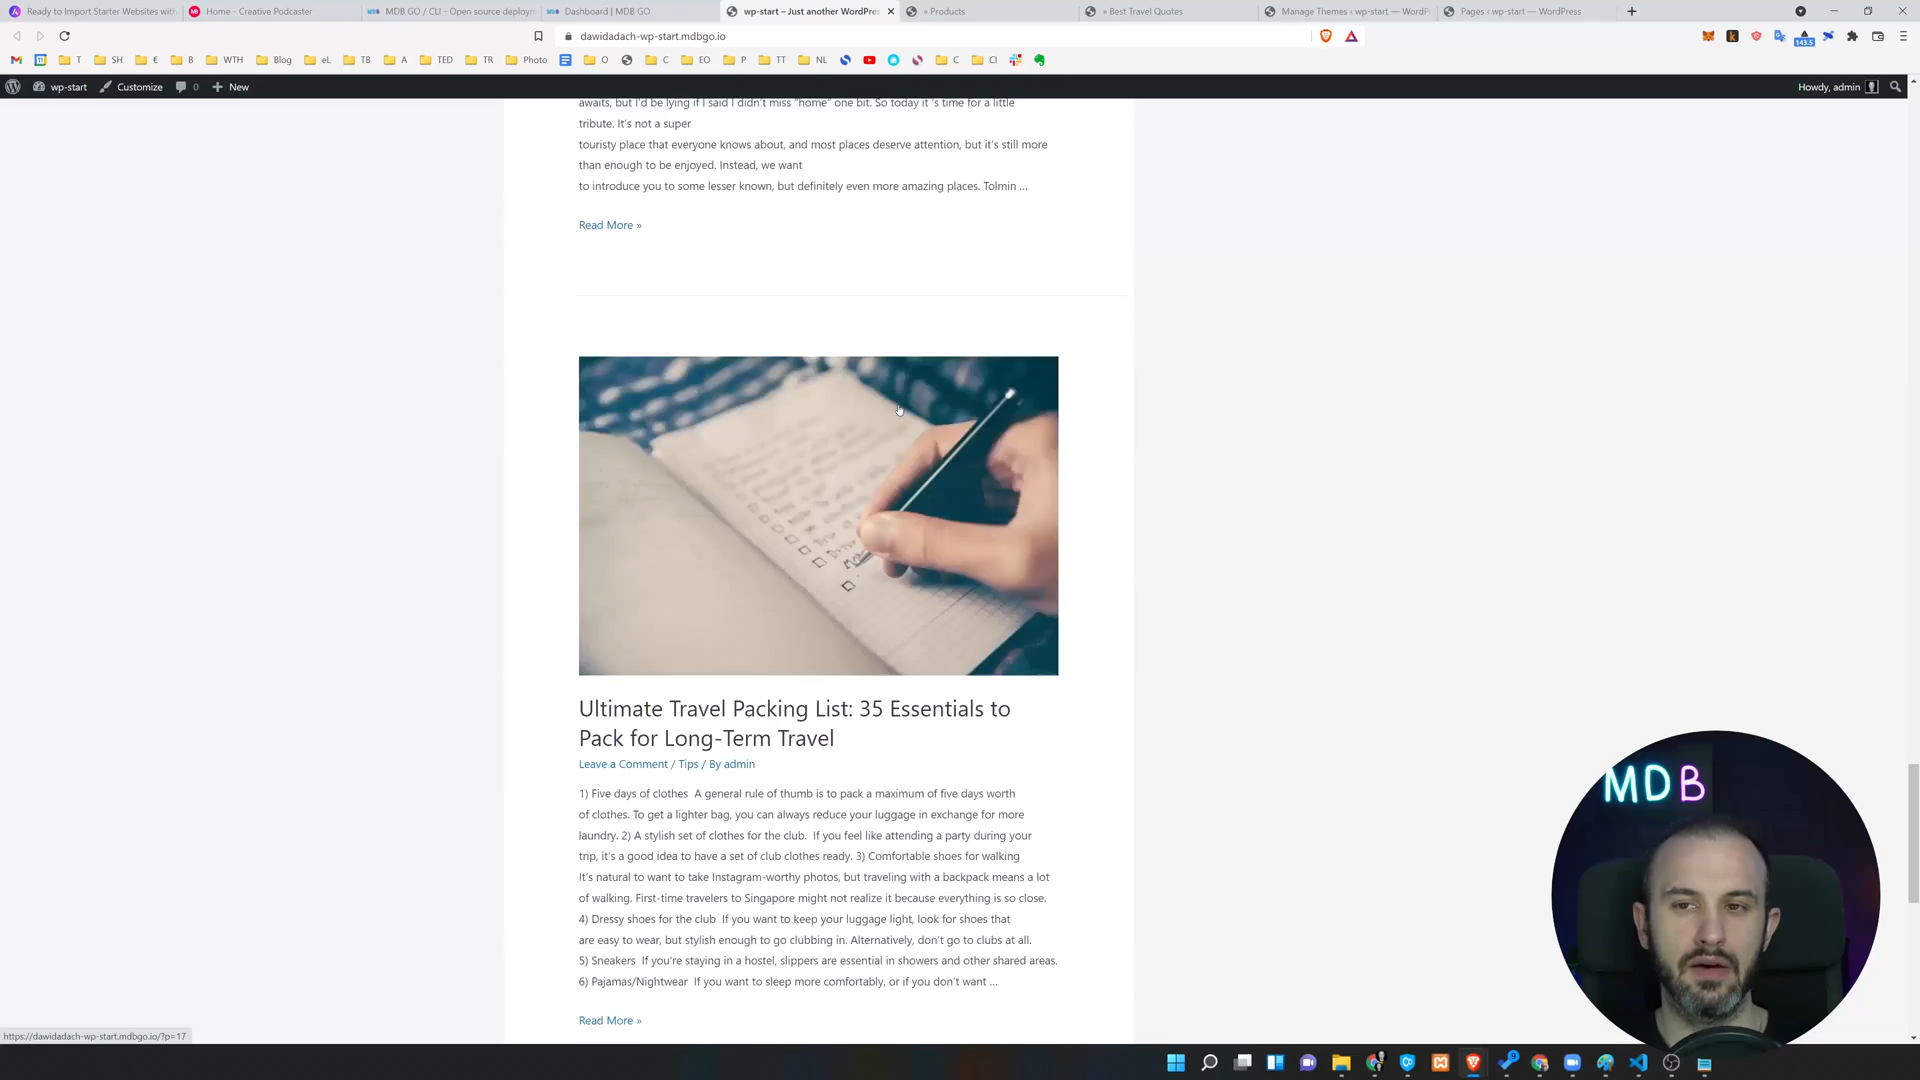 Ready to Import Starter Websites with
Home - Creative Podcaster
MDB GO / CLI - Open source deploym
Dashboard | MDB GO
wp-start – Just another WordPres
» Products
» Best Travel Quotes
Manage Themes ‹ wp-start — WordP
Pages ‹ wp-start — WordPress
dawidadach-wp-start.mdbgo.io
T
SH
€
B
WTH
Blog
eL
TB
A
TED
TR
Photo
O
C
EO
P
TT
NL
C
CI
143.5
wp-start
Customize
0
New
Howdy, admin
awaits, but I'd be lying if I said I didn't miss "home" one bit. So today it 's time for a little
tribute. It's not a super
touristy place that everyone knows about, and most places deserve attention, but it's still more
than enough to be enjoyed. Instead, we want
to introduce you to some lesser known, but definitely even more amazing places. Tolmin …
Read More »
Ultimate Travel Packing List: 35 Essentials to
Pack for Long-Term Travel
Leave a Comment / Tips / By admin
1) Five days of clothes A general rule of thumb is to pack a maximum of five days worth
of clothes. To get a lighter bag, you can always reduce your luggage in exchange for more
laundry. 2) A stylish set of clothes for the club. If you feel like attending a party during your
trip, it's a good idea to have a set of club clothes ready. 3) Comfortable shoes for walking
It's natural to want to take Instagram-worthy photos, but traveling with a backpack means a lot
of walking. First-time travelers to Singapore might not realize it because everything is so close.
4) Dressy shoes for the club If you want to keep your luggage light, look for shoes that
are easy to wear, but stylish enough to go clubbing in. Alternatively, don't go to clubs at all.
5) Sneakers If you're staying in a hostel, slippers are essential in showers and other shared areas.
6) Pajamas/Nightwear If you want to sleep more comfortably, or if you don't want …
Read More »
MDB
https://dawidadach-wp-start.mdbgo.io/?p=17
9